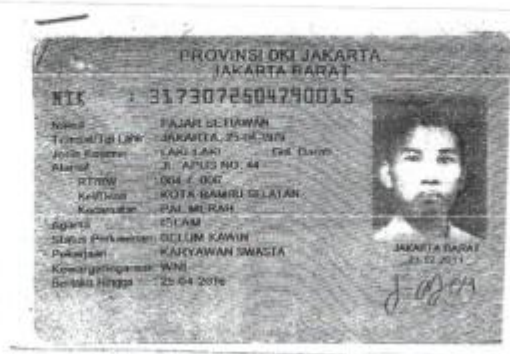 PROVINSI DKI JAKARTA
JAKARTA BARAT
NIK : 3173072504790015
Nama : FAJAR SETIAWAN
Tempat/Tgl Lahir : JAKARTA, 25-04-1979
Jenis Kelamin : LAKI-LAKI Gol. Darah
Alamat : JL. APUS NO. 44
RT/RW : 004 / 006
Kel/Desa : KOTA BAMBU SELATAN
Kecamatan : PAL MERAH
Agama : ISLAM
Status Perkawinan : BELUM KAWIN
Pekerjaan : KARYAWAN SWASTA
Kewarganegaraan : WNI
Berlaku Hingga : 25-04-2016
JAKARTA BARAT
23-02-2011